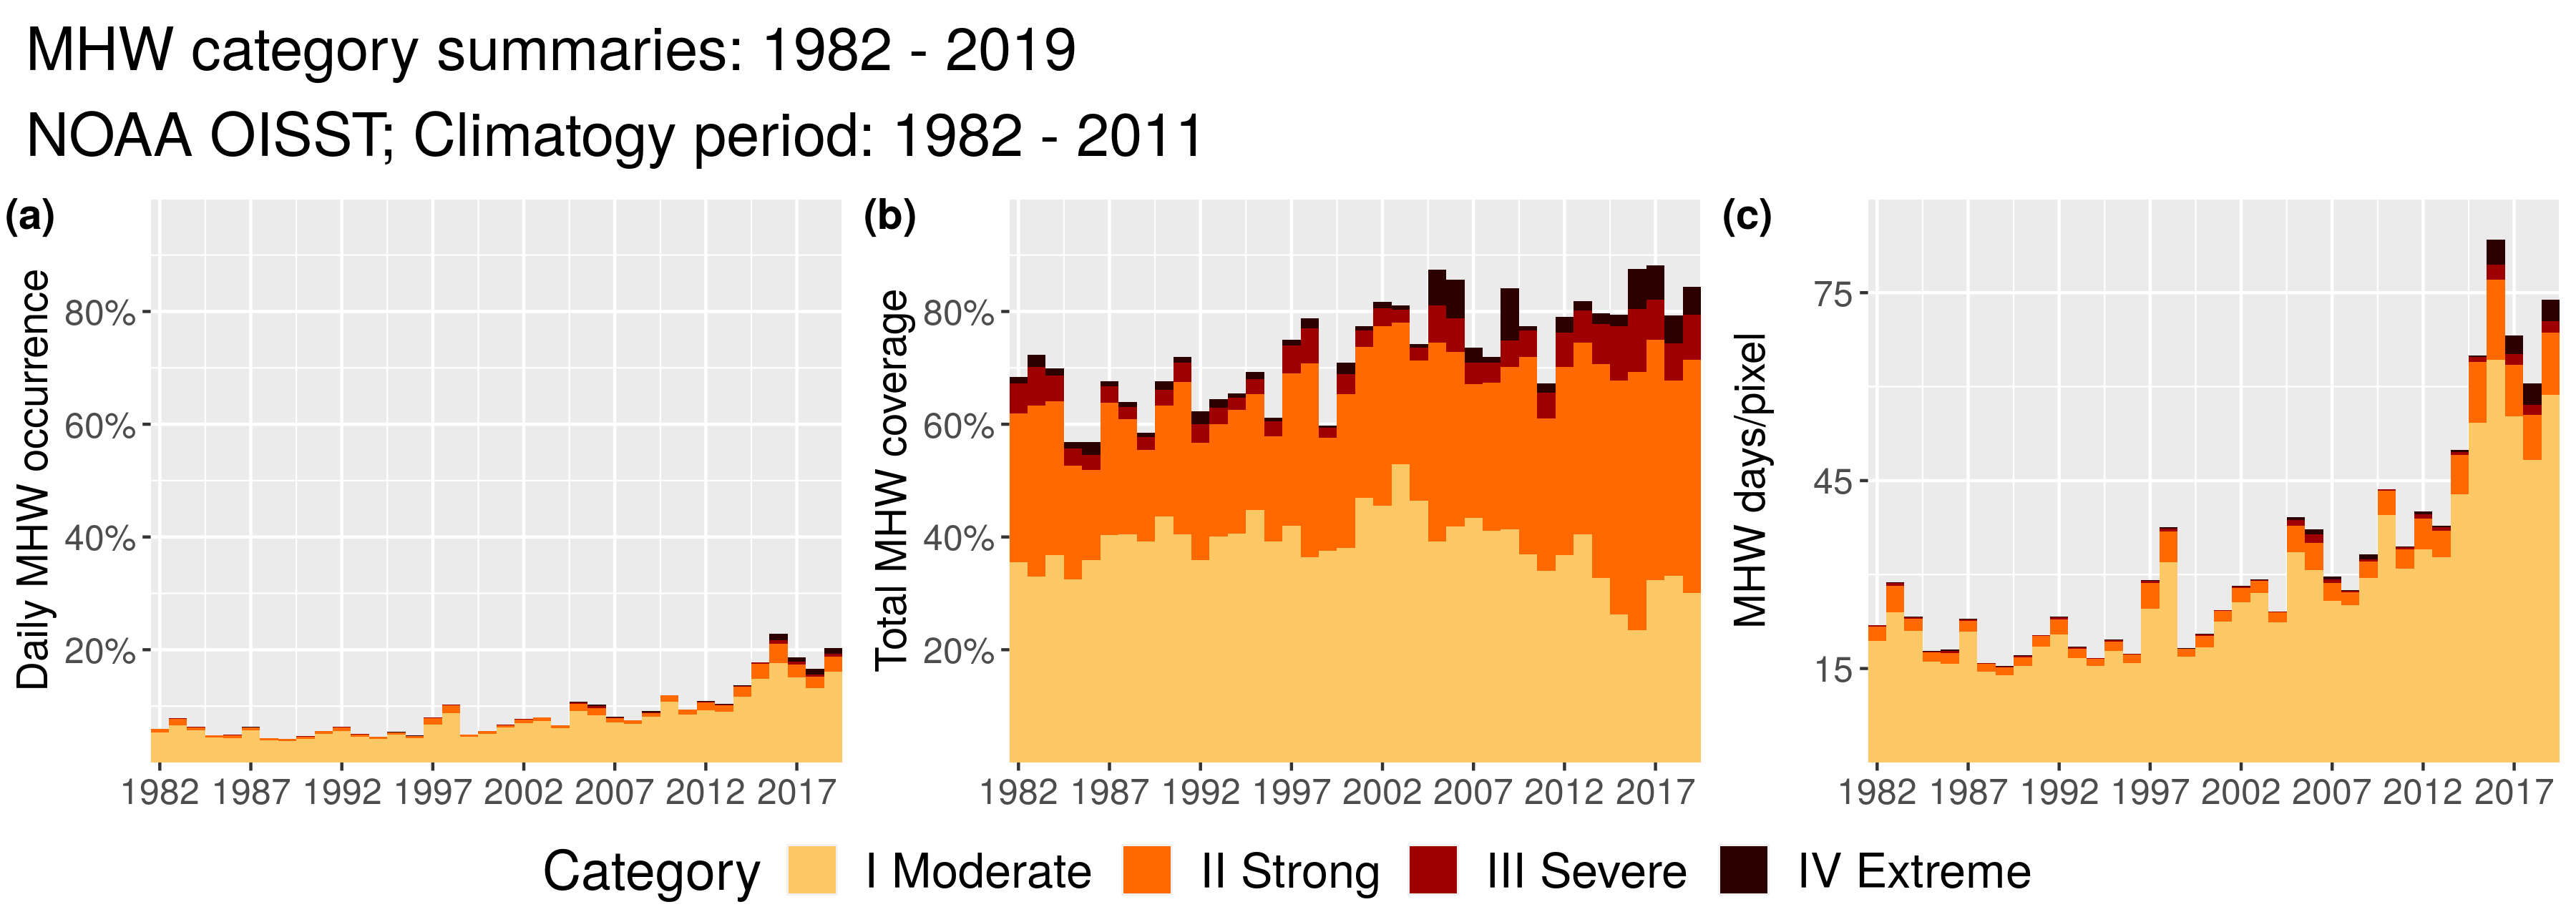 MHW category summaries: 1982 - 2019
NOAA OISST; Climatogy period: 1982 - 2011
(a)
Daily MHW occurrence
80%
60%
40%
20%
1982 1987 1992 1997 2002 2007 2012 2017
(b)
Total MHW coverage
80%
60%
40%
20%
1982 1987 1992 1997 2002 2007 2012 2017
(c)
MHW days/pixel
75
45
15
1982 1987 1992 1997 2002 2007 2012 2017
Category I Moderate II Strong III Severe IV Extreme